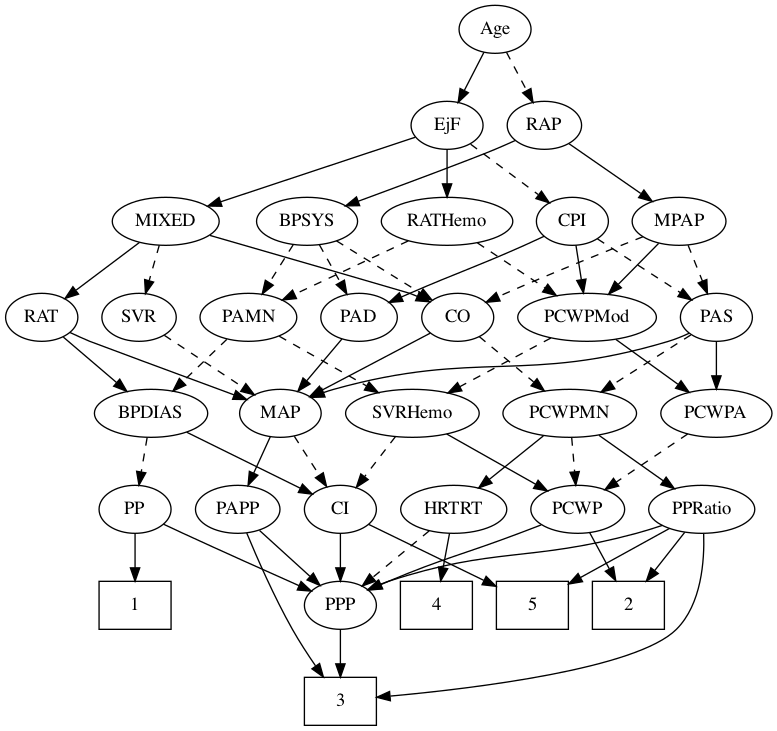 Age
EjF RAP
MIXED BPSYS RATHemo CPI MPAP
RAT SVR PAMN PAD CO PCWPMod PAS
BPDIAS MAP SVRHemo PCWPMN PCWPA
PP PAPP CI HRTRT PCWP PPRatio
1 PPP 4 5 2
3